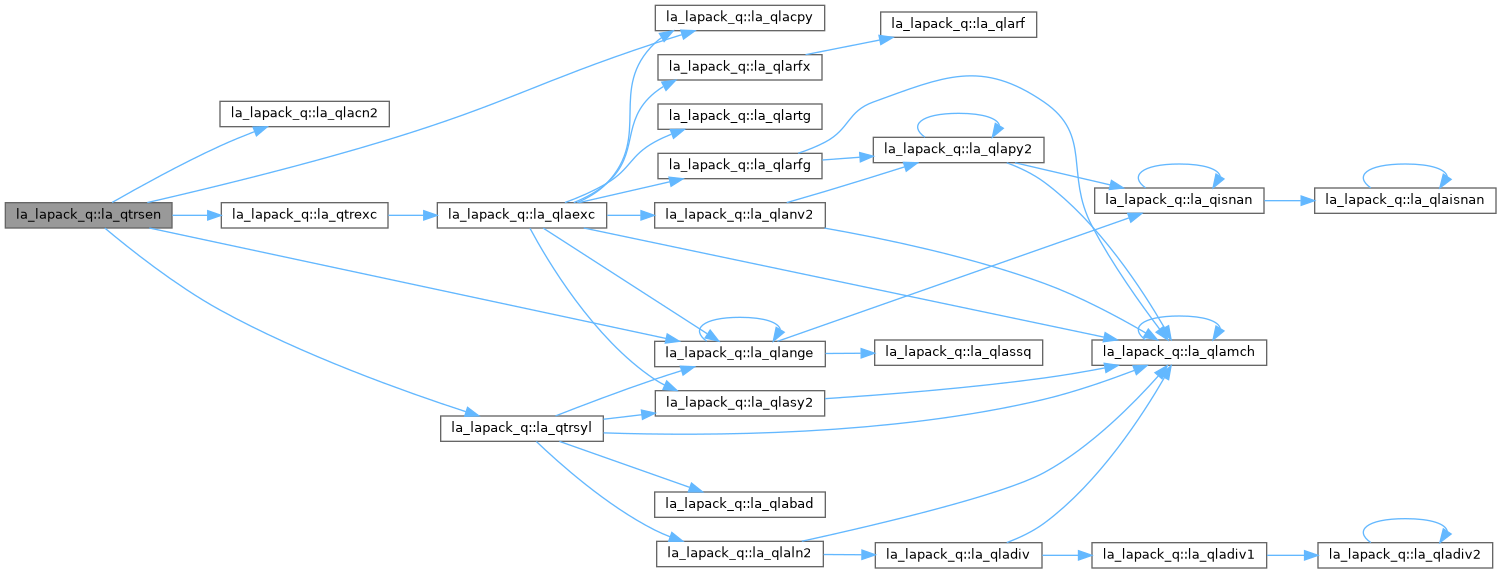 la_lapack_q::la_qlacpy
la_lapack_q::la_qlarf
la_lapack_q::la_qlarfx
la_lapack_q::la_qlacn2
la_lapack_q::la_qlartg
la_lapack_q::la_qlapy2
la_lapack_q::la_qlarfg
la_lapack_q::la_qisnan
la_lapack_q::la_qlaisnan
la_lapack_q::la_qtrsen
la_lapack_q::la_qtrexc
la_lapack_q::la_qlaexc
la_lapack_q::la_qlanv2
la_lapack_q::la_qlange
la_lapack_q::la_qlassq
la_lapack_q::la_qlamch
la_lapack_q::la_qlasy2
la_lapack_q::la_qtrsyl
la_lapack_q::la_qlabad
la_lapack_q::la_qlaln2
la_lapack_q::la_qladiv
la_lapack_q::la_qladiv1
la_lapack_q::la_qladiv2